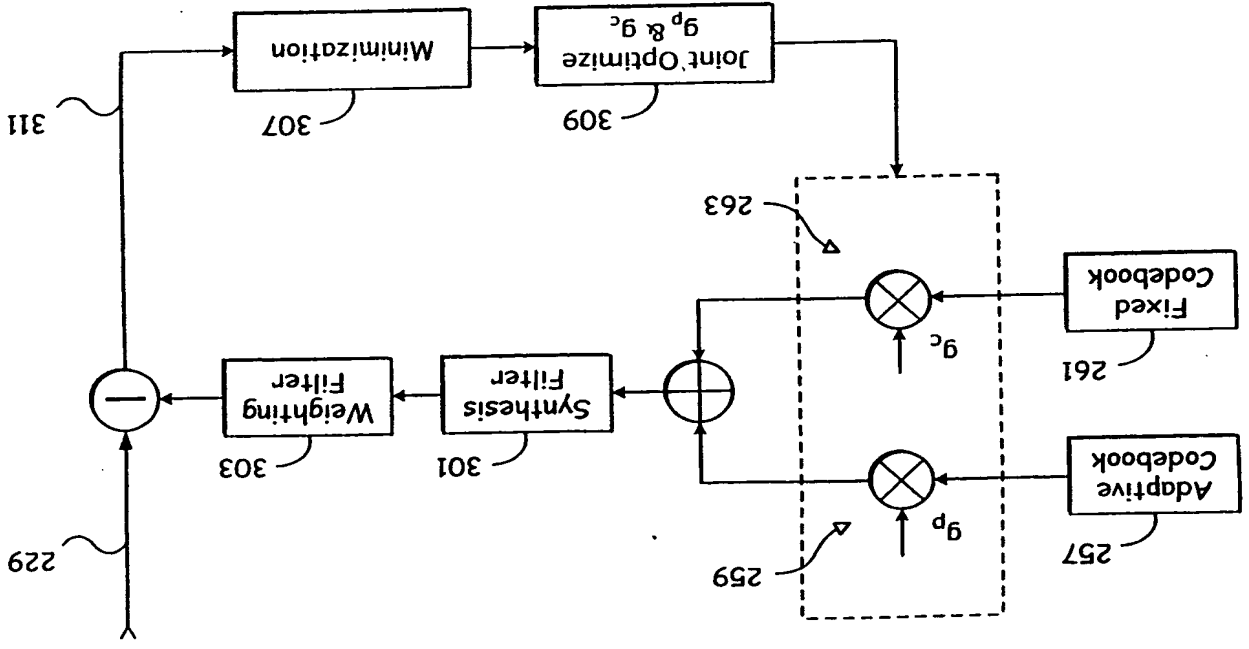 257
Adaptive
Codebook
g_p
259
229
261
Fixed
Codebook
g_c
263
301
Synthesis
Filter
303
Weighting
Filter
309
Joint Optimize
g_p & g_c
307
Minimization
311